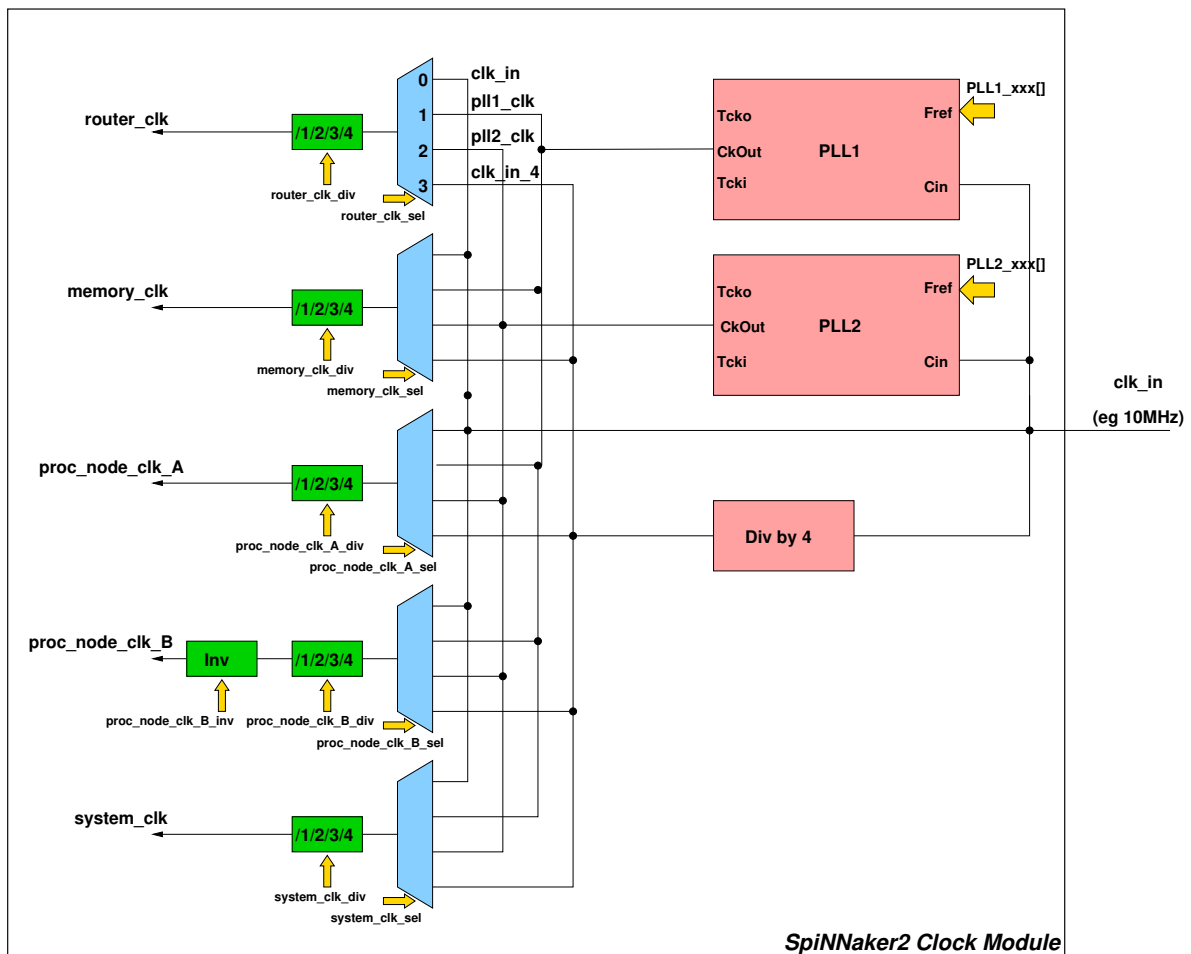 clk_in
0
pll1_clk
1
pll2_clk
2
clk_in_4
3
router_clk
/1/2/3/4
router_clk_div
router_clk_sel
PLL1_xxx[]
Tcko
Fref
CkOut
PLL1
Tcki
Cin
memory_clk
/1/2/3/4
memory_clk_div
memory_clk_sel
PLL2_xxx[]
Tcko
Fref
CkOut
PLL2
Tcki
Cin
clk_in
(eg 10MHz)
proc_node_clk_A
/1/2/3/4
proc_node_clk_A_div
proc_node_clk_A_sel
Div by 4
proc_node_clk_B
Inv
/1/2/3/4
proc_node_clk_B_inv
proc_node_clk_B_div
proc_node_clk_B_sel
system_clk
/1/2/3/4
system_clk_div
system_clk_sel
SpiNNaker2 Clock Module